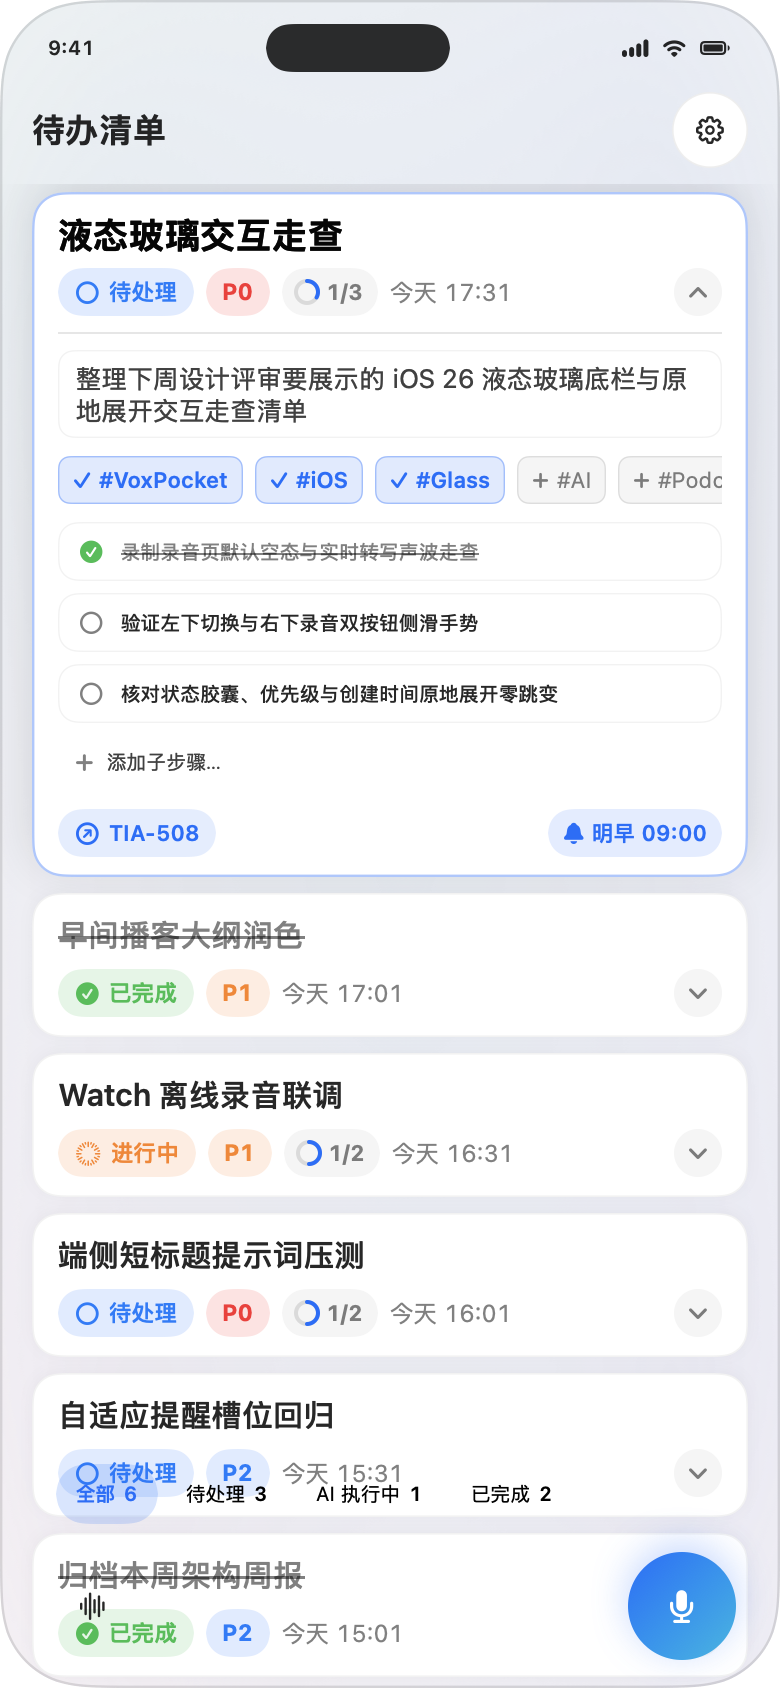 9:41
待办清单
液态玻璃交互走查
待处理 P0 1/3 今天 17:31
整理下周设计评审要展示的 iOS 26 液态玻璃底栏与原
地展开交互走查清单
#VoxPocket #iOS #Glass #AI #Podc
录制录音页默认空态与实时转写声波走查
验证左下切换与右下录音双按钮侧滑手势
核对状态胶囊、优先级与创建时间原地展开零跳变
添加子步骤...
TIA-508 明早 09:00
早间播客大纲润色
已完成 P1 今天 17:01
Watch 离线录音联调
进行中 P1 1/2 今天 16:31
端侧短标题提示词压测
待处理 P0 1/2 今天 16:01
自适应提醒槽位回归
待处理 P2 今天 15:31
全部 6 待处理 3 AI 执行中 1 已完成 2
归档本周架构周报
已完成 P2 今天 15:01